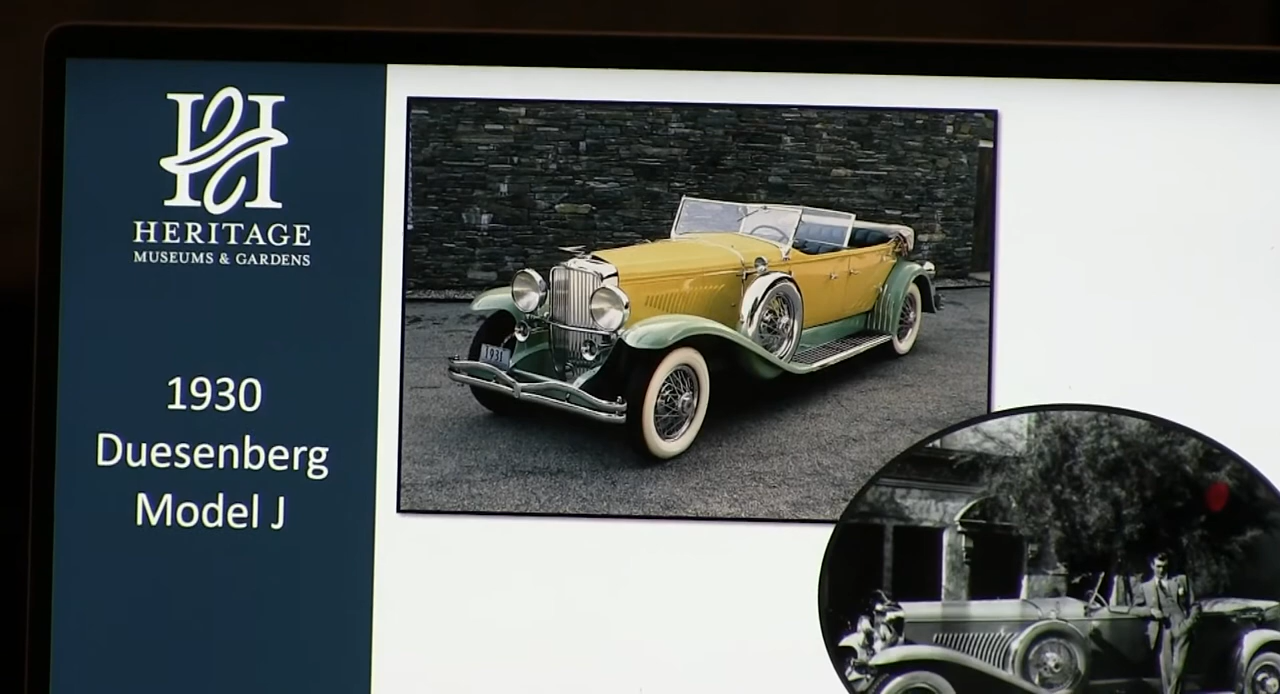 HERITAGE
MUSEUMS & GARDENS
1930
Duesenberg
Model J
1931